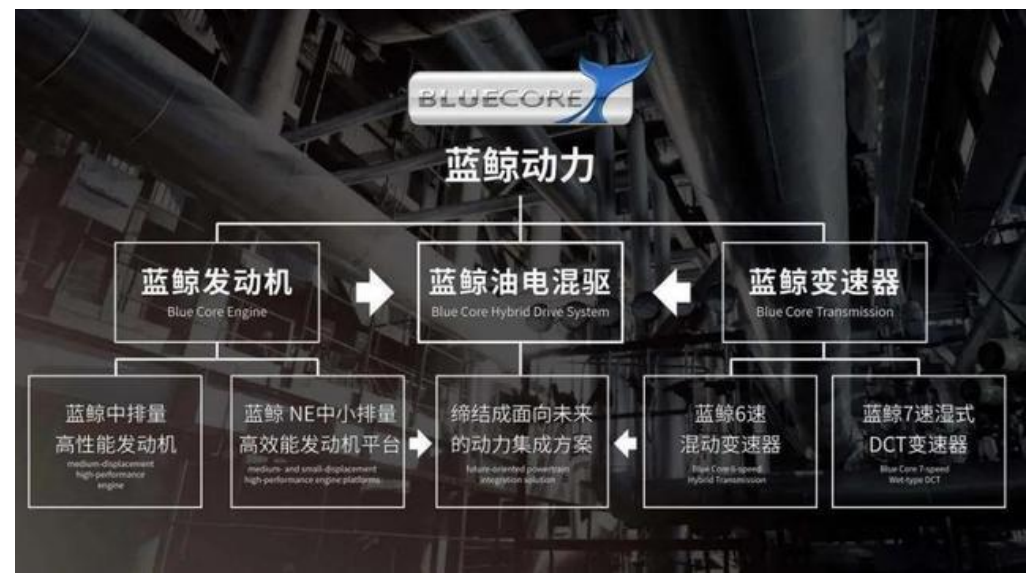 BLUECORE
蓝鲸动力
蓝鲸发动机
Blue Core Engine
蓝鲸油电混驱
Blue Core Hybrid Drive System
蓝鲸变速器
Blue Core Transmission
蓝鲸中排量
高性能发动机
medium-displacement
high-performance
engine
蓝鲸 NE中小排量
高效能发动机平台
medium- and small-displacement
high-performance engine platforms
缔结成面向未来
的动力集成方案
future-oriented powertrain
integration solution
蓝鲸6速
混动变速器
Blue Core 6-speed
Hybrid Transmission
蓝鲸7速湿式
DCT变速器
Blue Core 7-speed
Wet-type DCT